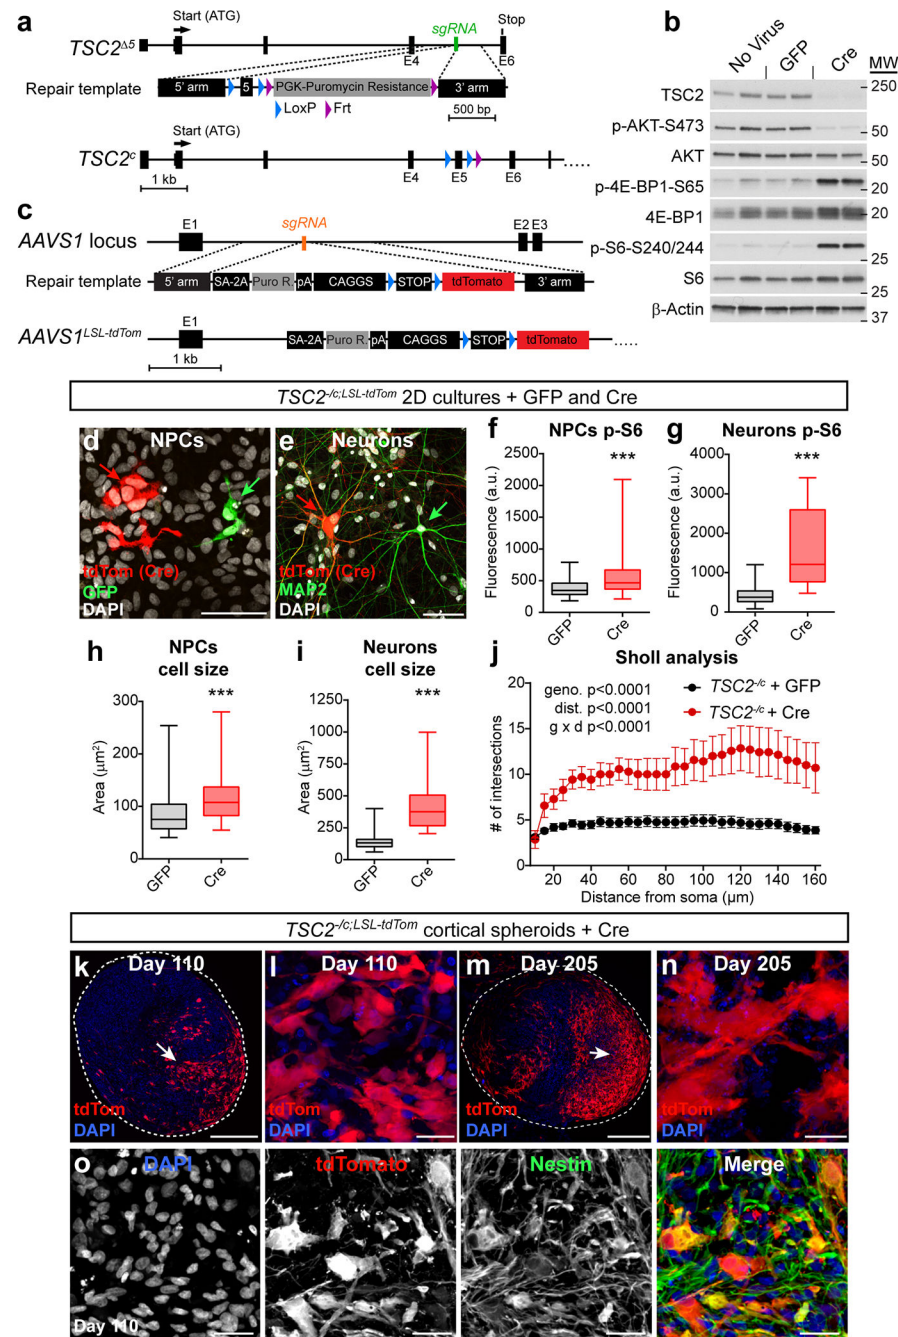 a
Start (ATG)
sgRNA
Stop
TSC2Δ5
E4
E6
Repair template
5' arm
5
PGK-Puromycin Resistance
3' arm
LoxP
Frt
500 bp
Start (ATG)
TSC2c
E4
E5
E6
.....
1 kb
b
No Virus
GFP
Cre
MW
TSC2
250
p-AKT-S473
50
AKT
50
p-4E-BP1-S65
20
4E-BP1
20
p-S6-S240/244
25
S6
25
β-Actin
37
c
E1
sgRNA
E2 E3
AAVS1 locus
Repair template
5' arm
SA-2A
Puro R.
pA
CAGGS
STOP
tdTomato
3' arm
AAVS1LSL-tdTom
E1
SA-2A
Puro R.
pA
CAGGS
STOP
tdTomato
.....
1 kb
TSC2-/c;LSL-tdTom 2D cultures + GFP and Cre
d
NPCs
tdTom (Cre)
GFP
DAPI
e
Neurons
tdTom (Cre)
MAP2
DAPI
f
NPCs p-S6
Fluorescence (a.u.)
2500
2000
1500
1000
500
0
***
GFP
Cre
g
Neurons p-S6
Fluorescence (a.u.)
4000
3000
2000
1000
0
***
GFP
Cre
h
NPCs
cell size
Area (µm2)
300
200
100
0
***
GFP
Cre
i
Neurons
cell size
Area (µm2)
1250
1000
750
500
250
0
***
GFP
Cre
j
Sholl analysis
# of intersections
20
15
10
5
0
geno. p<0.0001
dist. p<0.0001
g x d p<0.0001
TSC2-/c + GFP
TSC2-/c + Cre
20 40 60 80 100 120 140 160
Distance from soma (µm)
TSC2-/c;LSL-tdTom cortical spheroids + Cre
k
Day 110
tdTom
DAPI
l
Day 110
tdTom
DAPI
m
Day 205
tdTom
DAPI
n
Day 205
tdTom
DAPI
o
DAPI
Day 110
tdTomato
Nestin
Merge